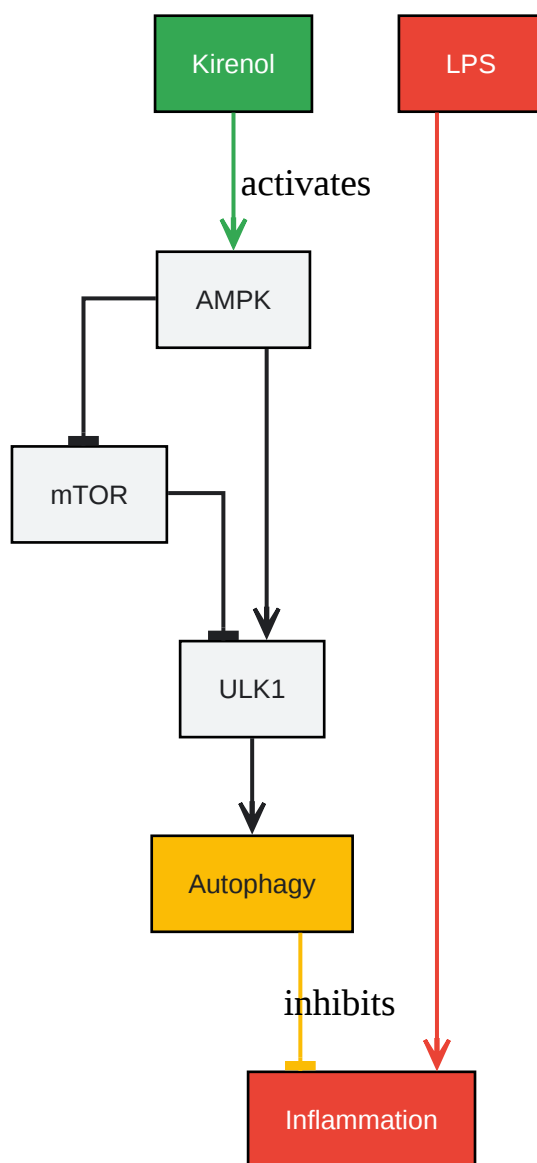 Kirenol
LPS
activates
AMPK
mTOR
ULK1
Autophagy
inhibits
Inflammation